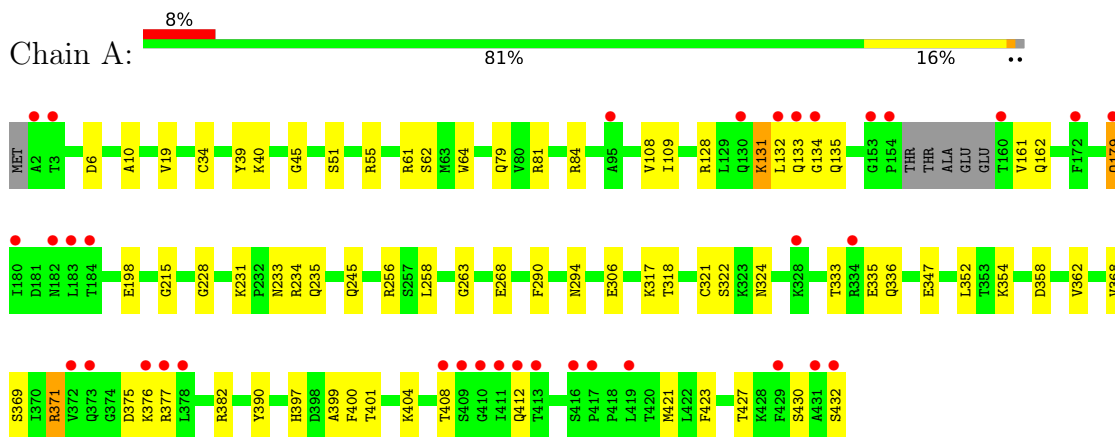 8%
Chain A:
81% 16% ••
MET A2 T3 D6 A10 V19 C34 Y39 K40 G45 S51 R55 R61 S62 M63 W64 Q79 V80 R81 R84 A95 V108 I109 R128 L129 Q130 K131 L132 Q133 G134 Q135 G153 P154 THR THR ALA GLU GLU T160 V161 Q162 F172 Q179
I180 D181 N182 L183 T184 E198 G215 G228 K231 P232 N233 R234 Q235 Q245 R256 S257 L258 G263 E268 F290 N294 E306 K317 T318 C321 S322 K323 N324 K328 T333 R334 E335 Q336 E347 L352 T353 K354 D358 V362 V368
S369 I370 R371 V372 Q373 G374 D375 K376 R377 L378 R382 Y390 H397 D398 A399 F400 T401 K404 T408 S409 G410 I411 Q412 T413 S416 P417 P418 L419 T420 M421 L422 F423 T427 K428 F429 S430 A431 S432